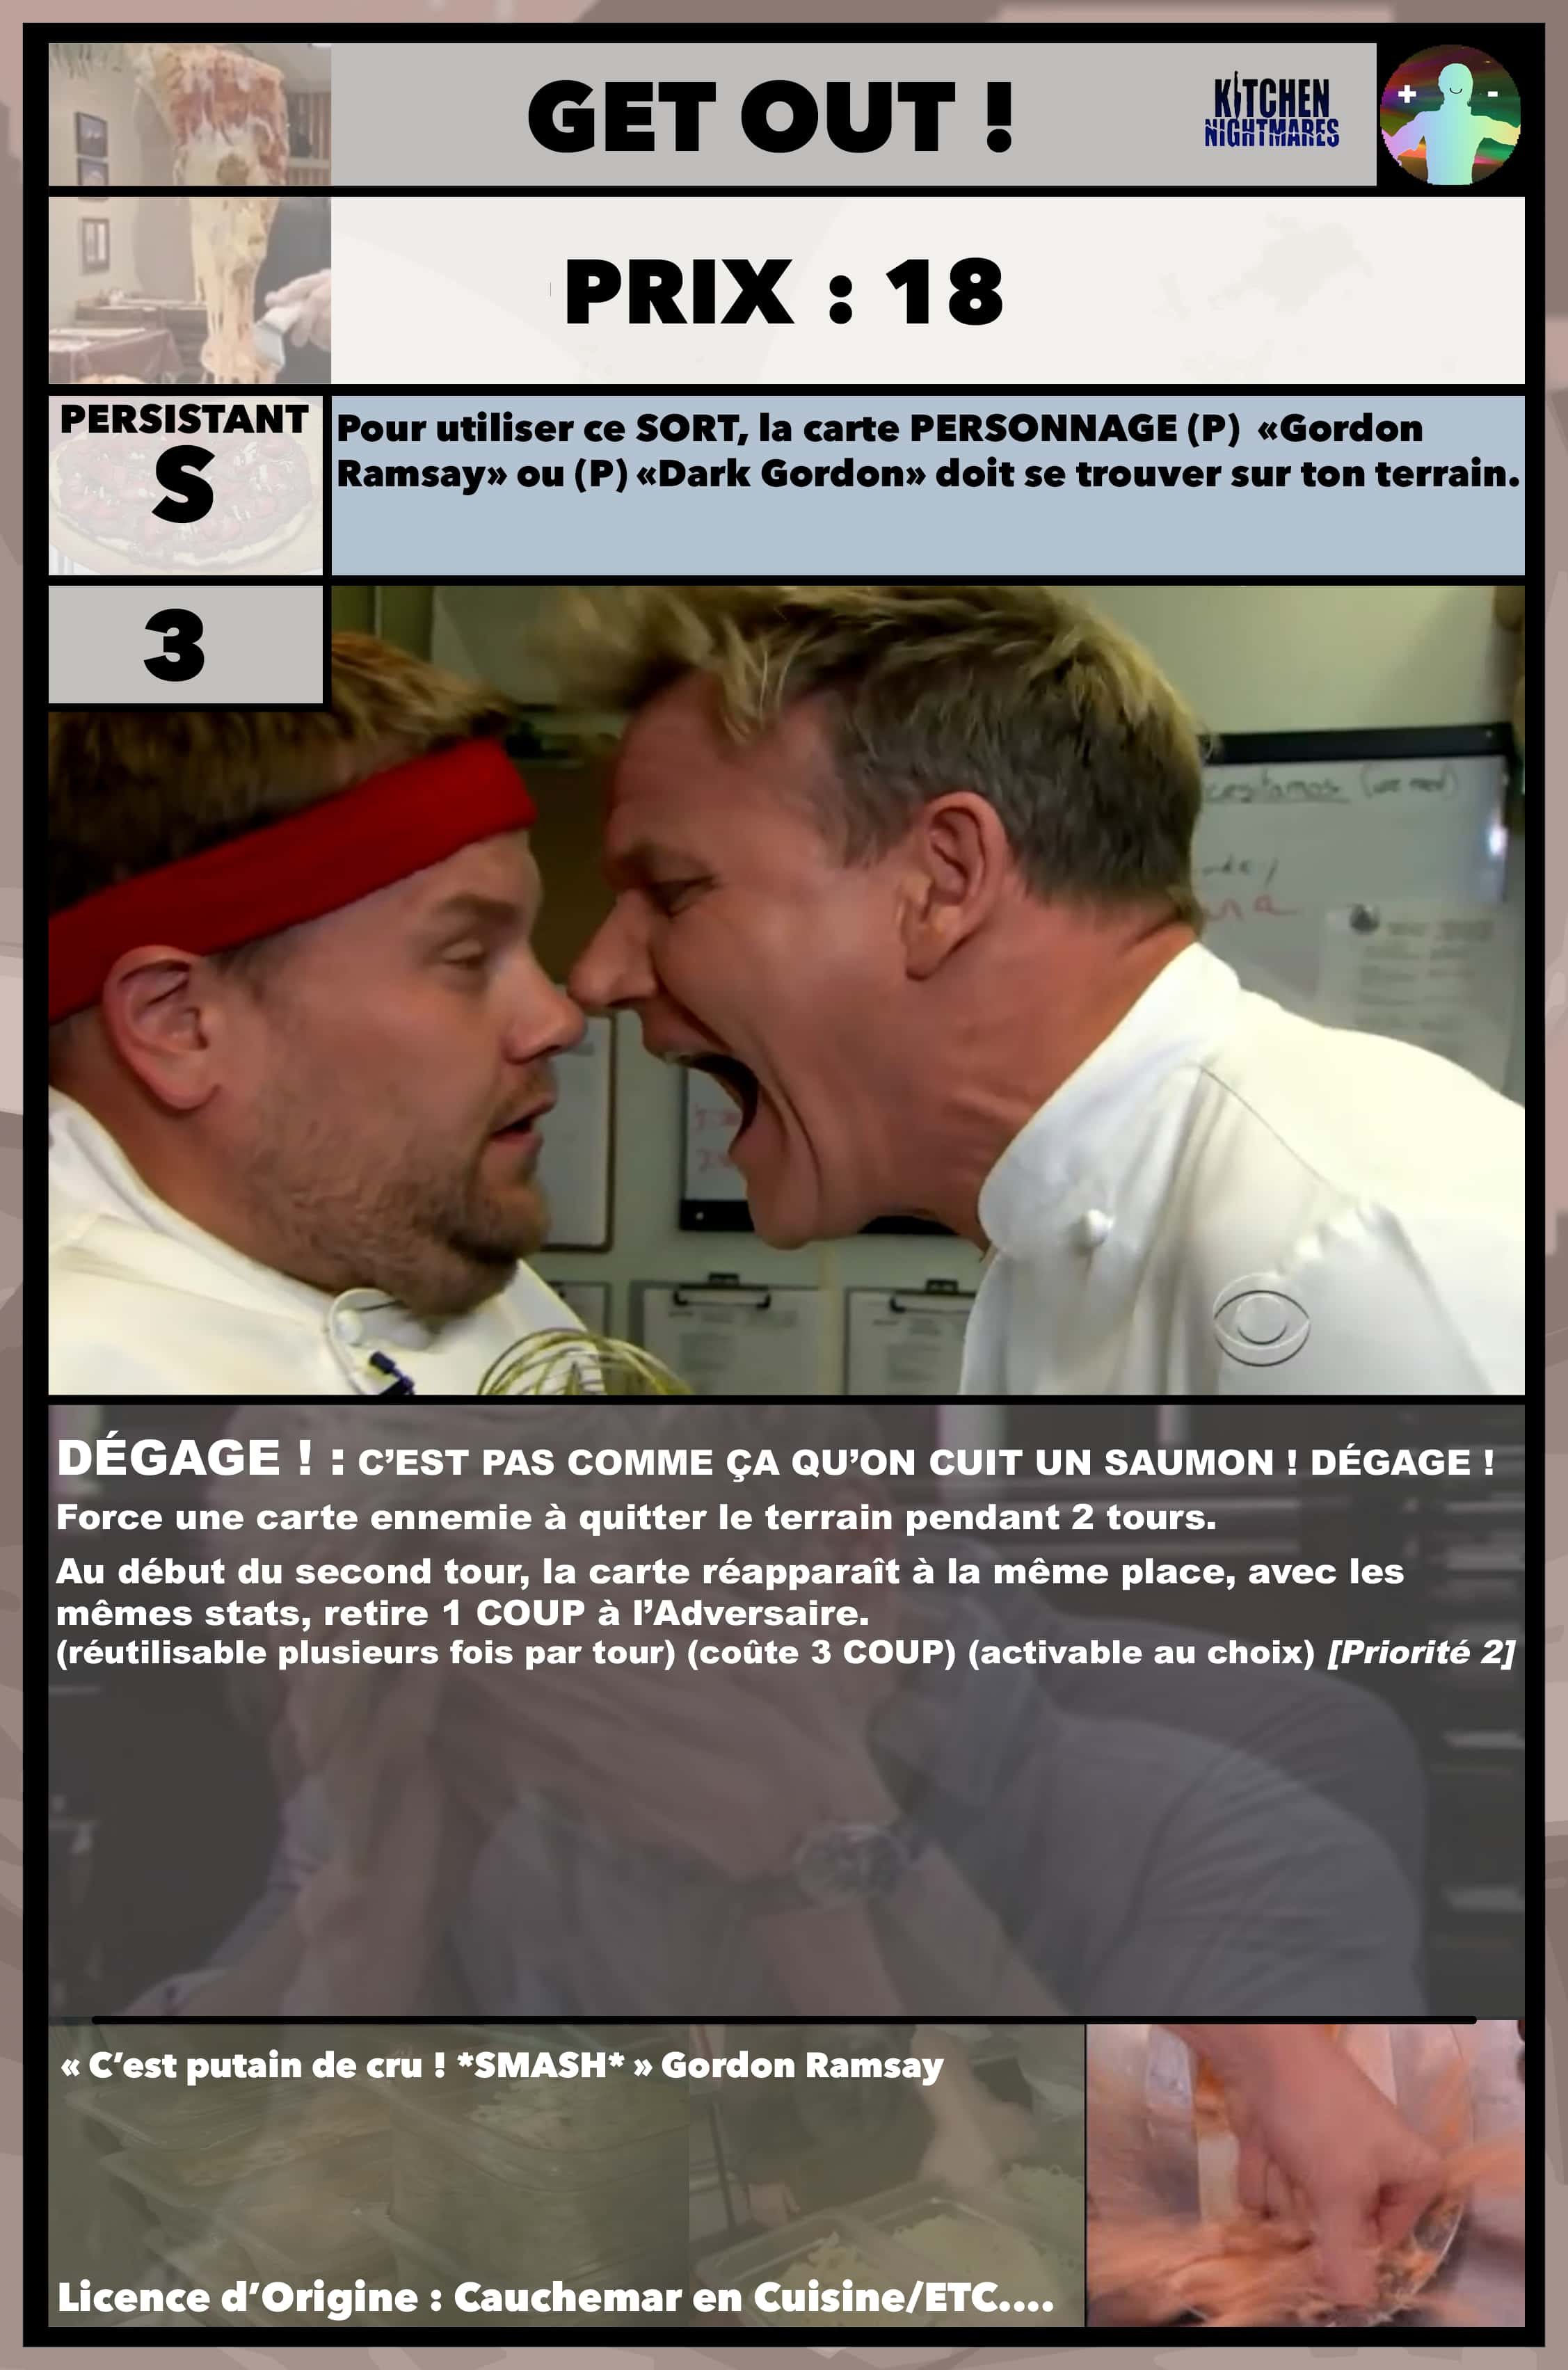 GET OUT !
KITCHEN
NIGHTMARES
+ -
PRIX : 18
PERSISTANT
S
Pour utiliser ce SORT, la carte PERSONNAGE (P) «Gordon
Ramsay» ou (P) «Dark Gordon» doit se trouver sur ton terrain.
3
DÉGAGE ! : C’EST PAS COMME ÇA QU’ON CUIT UN SAUMON ! DÉGAGE !
Force une carte ennemie à quitter le terrain pendant 2 tours.
Au début du second tour, la carte réapparaît à la même place, avec les
mêmes stats, retire 1 COUP à l’Adversaire.
(réutilisable plusieurs fois par tour) (coûte 3 COUP) (activable au choix) [Priorité 2]
« C’est putain de cru ! *SMASH* » Gordon Ramsay
Licence d’Origine : Cauchemar en Cuisine/ETC....